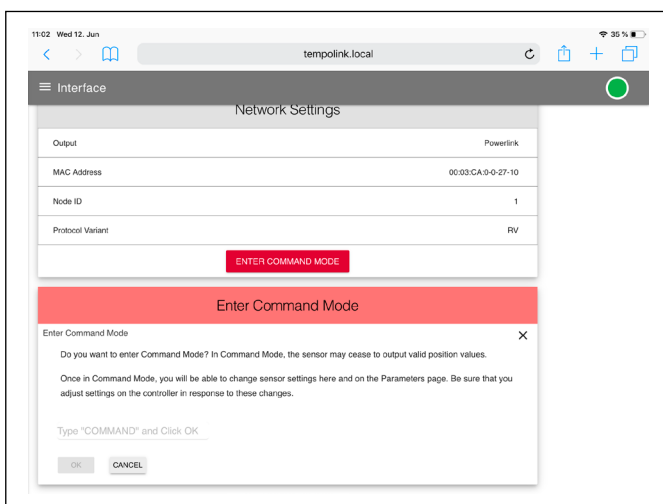 11:02 Wed 12. Jun
35 %
tempolink.local
Interface
Network Settings
Output Powerlink
MAC Address 00:03:CA:0-0-27-10
Node ID 1
Protocol Variant RV
ENTER COMMAND MODE
Enter Command Mode
Enter Command Mode
Do you want to enter Command Mode? In Command Mode, the sensor may cease to output valid position values.
Once in Command Mode, you will be able to change sensor settings here and on the Parameters page. Be sure that you
adjust settings on the controller in response to these changes.
Type "COMMAND" and Click OK
OK CANCEL